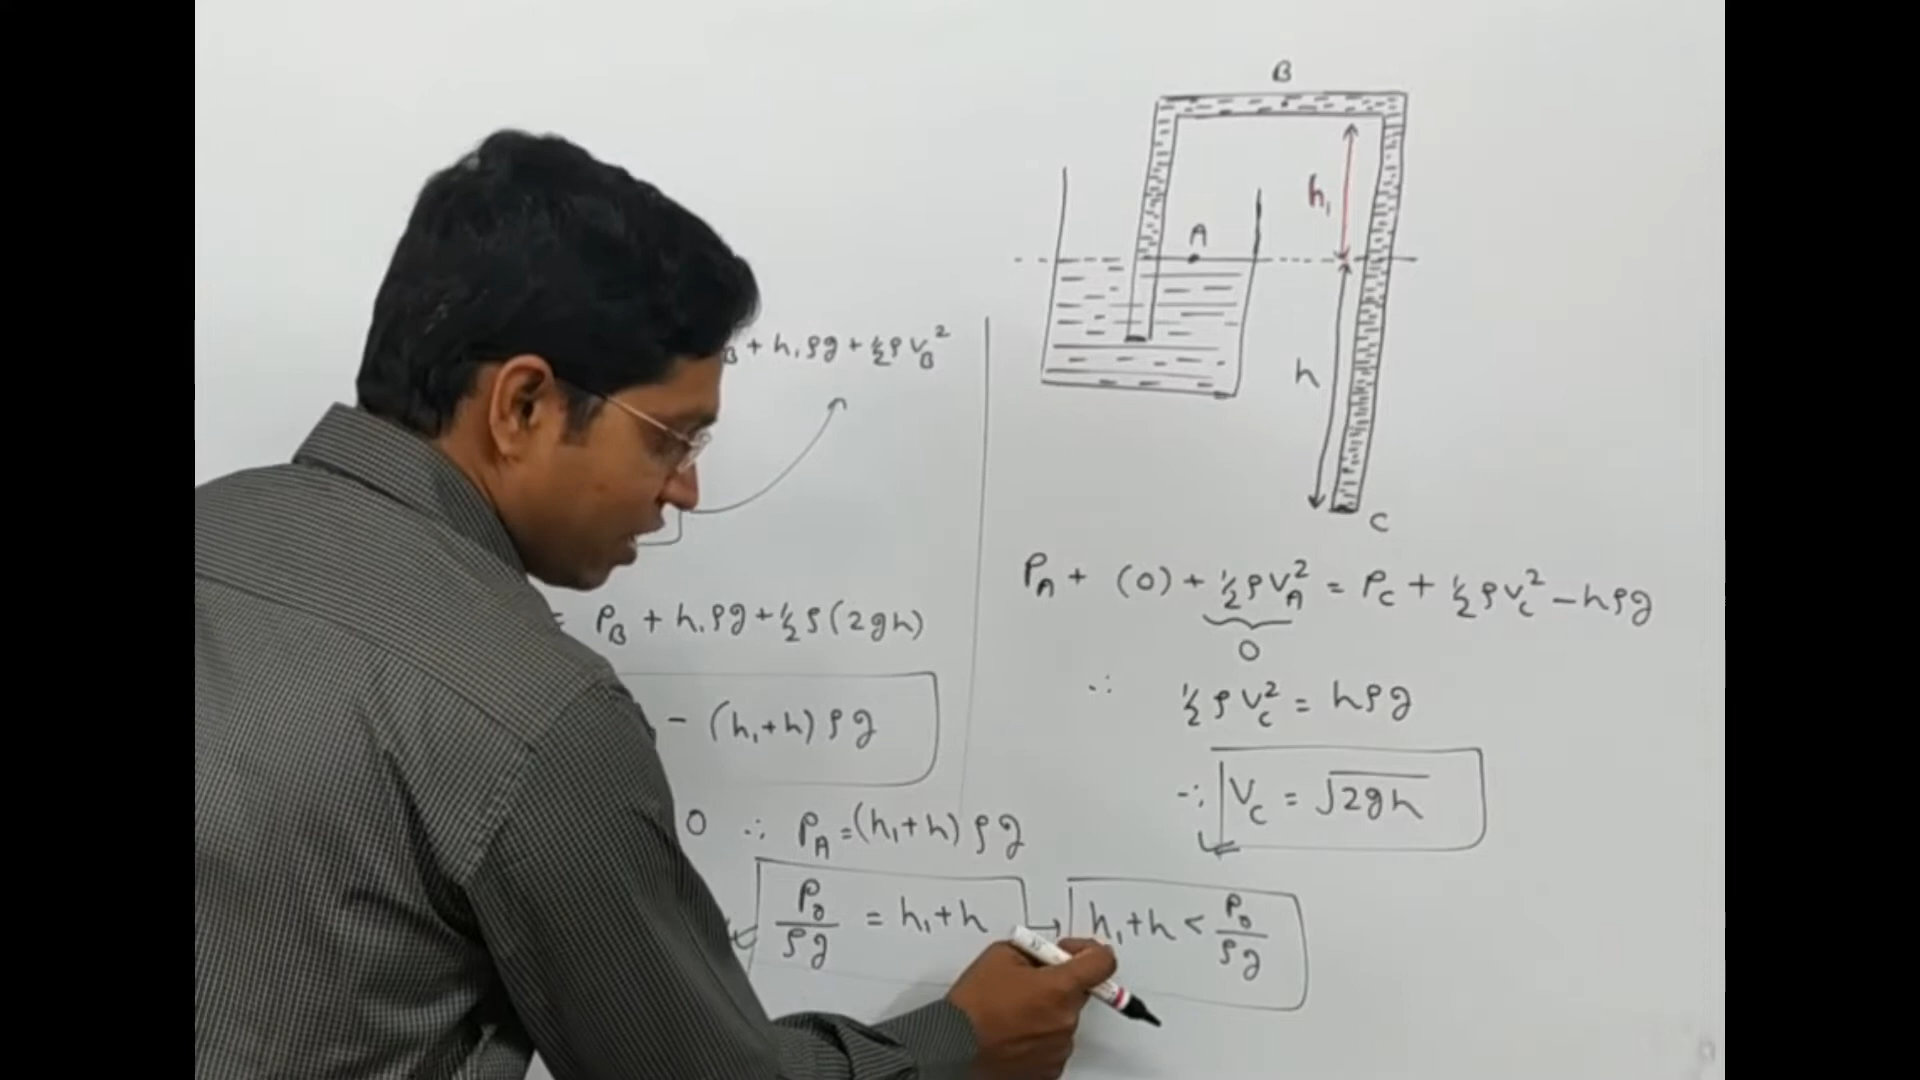 B
h₁
A
h
C
B + h₁ρg + ½ρv_B²
= P_B + h₁ρg + ½ρ(2gh)
- (h₁+h)ρg
0 ∴ P_A = (h₁+h)ρg
P₀/ρg = h₁+h → h₁+h < P₀/ρg
P_A + (0) + ½ρv_A² = P_C + ½ρv_C² - hρg
0
∴ ½ρv_C² = hρg
∴ V_C = √2gh